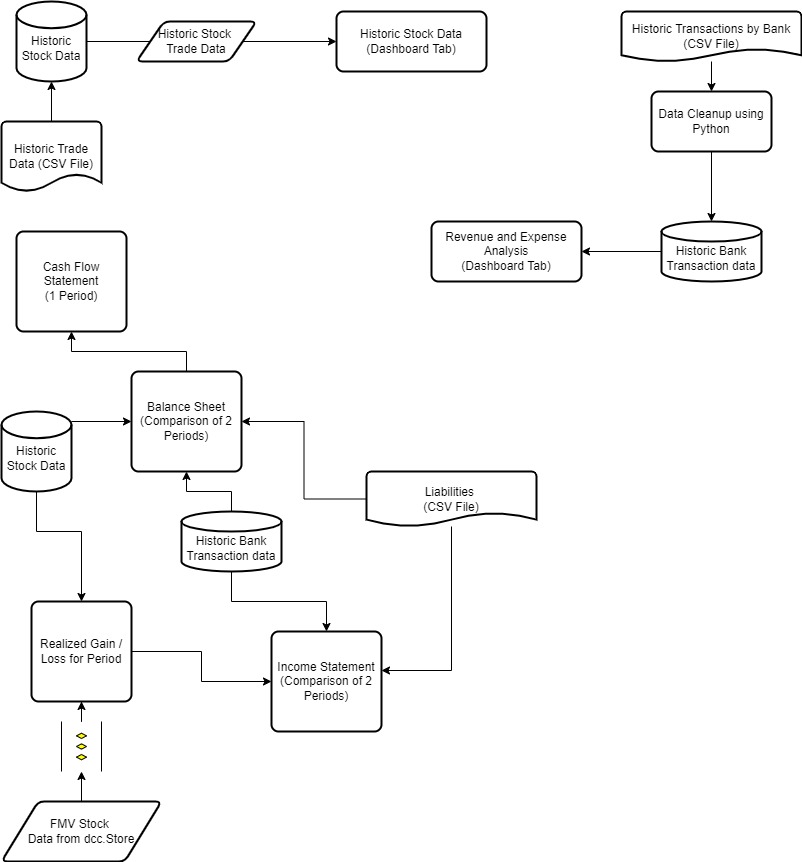 Historic
Stock Data
Historic Stock
Trade Data
Historic Stock Data
(Dashboard Tab)
Historic Transactions by Bank
(CSV File)
Data Cleanup using
Python
Historic Trade
Data (CSV File)
Revenue and Expense
Analysis
(Dashboard Tab)
Historic Bank
Transaction data
Cash Flow
Statement
(1 Period)
Balance Sheet
(Comparison of 2
Periods)
Historic
Stock Data
Liabilities
(CSV File)
Historic Bank
Transaction data
Realized Gain /
Loss for Period
Income Statement
(Comparison of 2
Periods)
FMV Stock
Data from dcc.Store